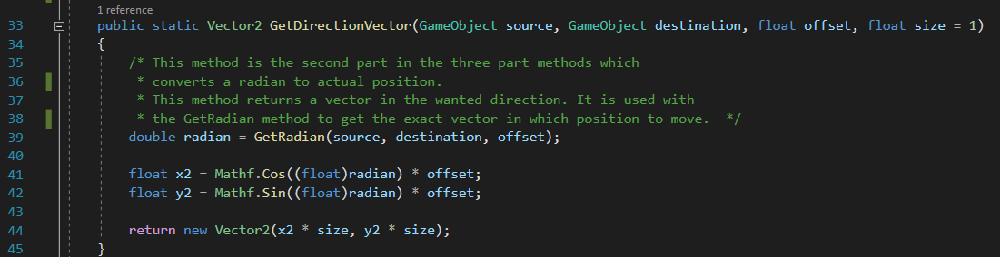 1 reference
33 public static Vector2 GetDirectionVector(GameObject source, GameObject destination, float offset, float size = 1)
34 {
35 /* This method is the second part in the three part methods which
36 * converts a radian to actual position.
37 * This method returns a vector in the wanted direction. It is used with
38 * the GetRadian method to get the exact vector in which position to move.  */
39 double radian = GetRadian(source, destination, offset);
40
41 float x2 = Mathf.Cos((float)radian) * offset;
42 float y2 = Mathf.Sin((float)radian) * offset;
43
44 return new Vector2(x2 * size, y2 * size);
45 }